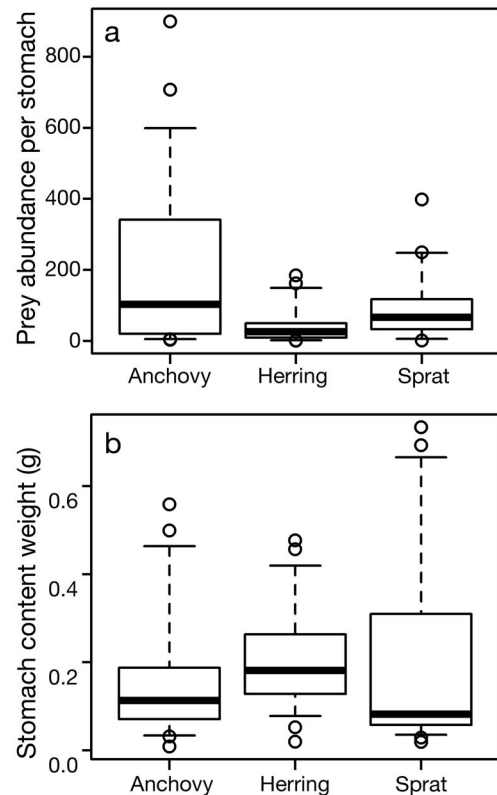 a
Prey abundance per stomach
800
600
400
200
0
Anchovy Herring Sprat
b
Stomach content weight (g)
0.6
0.4
0.2
0.0
Anchovy Herring Sprat